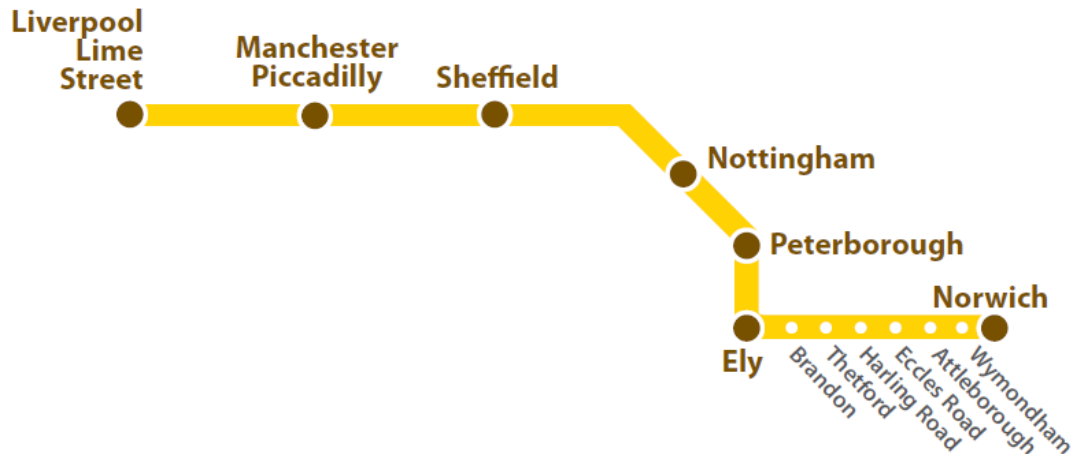 Liverpool
Lime
Street
Manchester
Piccadilly
Sheffield
Nottingham
Peterborough
Norwich
Ely
Brandon
Thetford
Harling Road
Eccles Road
Attleborough
Wymondham